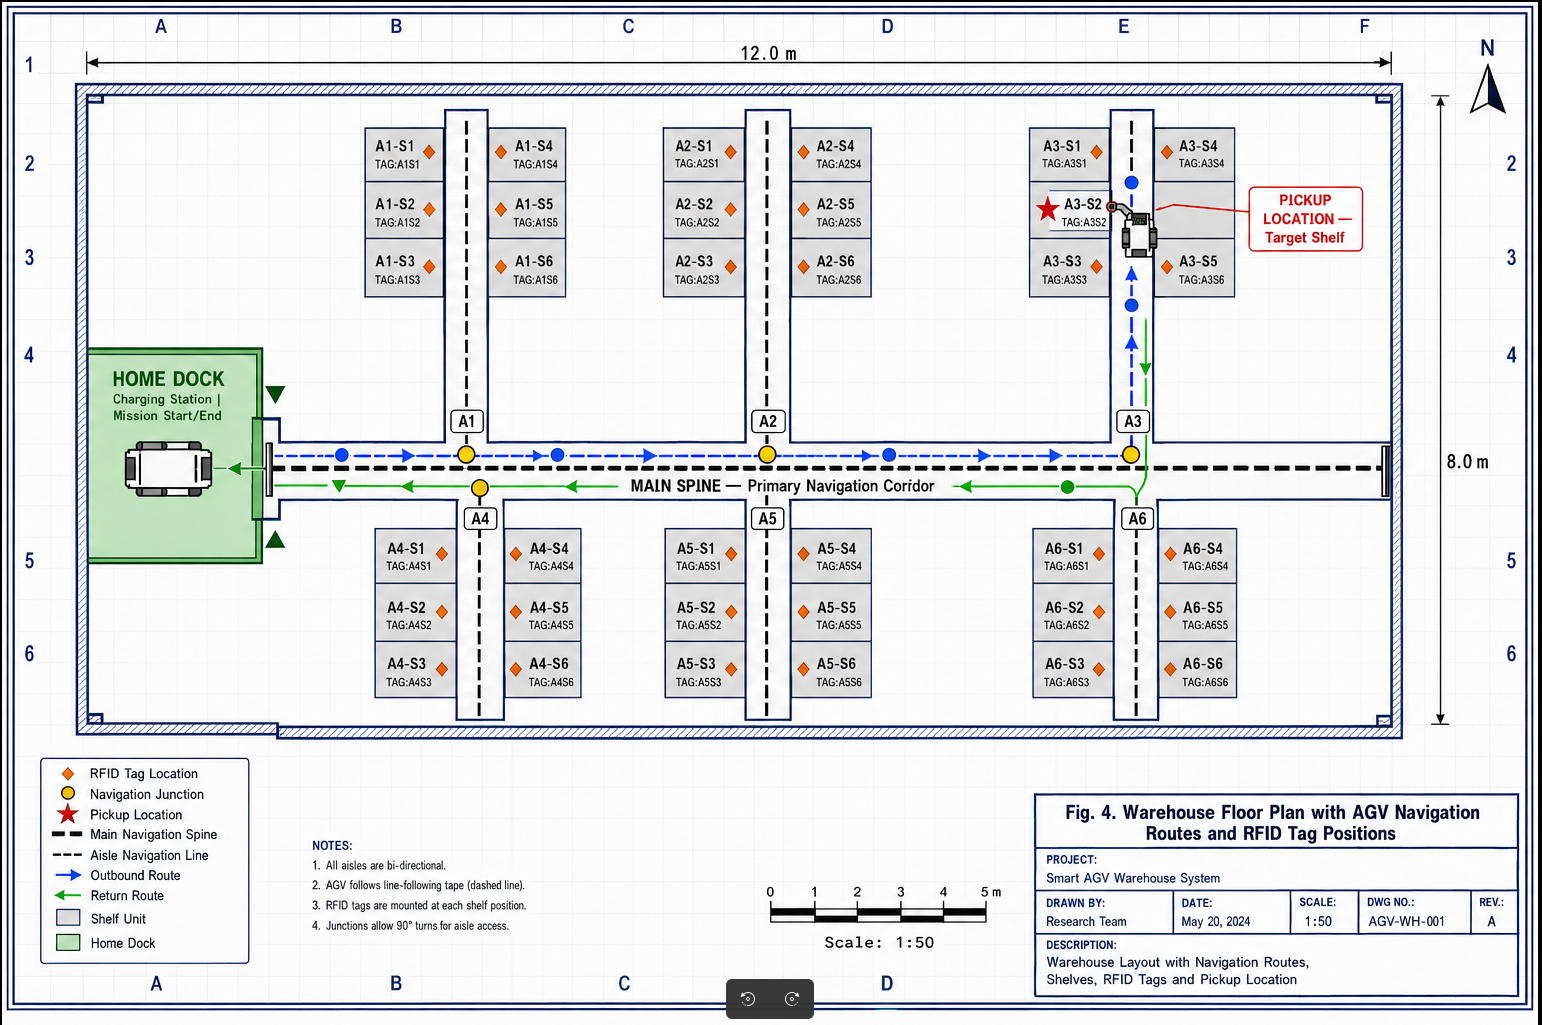 A B C D E F
N
12.0 m
1
2 2
3 3
4 4
5 5
6 6
A1-S1
TAG:A1S1
A1-S4
TAG:A1S4
A2-S1
TAG:A2S1
A2-S4
TAG:A2S4
A3-S1
TAG:A3S1
A3-S4
TAG:A3S4
A1-S2
TAG:A1S2
A1-S5
TAG:A1S5
A2-S2
TAG:A2S2
A2-S5
TAG:A2S5
A3-S2
TAG:A3S2
PICKUP
LOCATION —
Target Shelf
A1-S3
TAG:A1S3
A1-S6
TAG:A1S6
A2-S3
TAG:A2S3
A2-S6
TAG:A2S6
A3-S3
TAG:A3S3
A3-S5
TAG:A3S6
HOME DOCK
Charging Station |
Mission Start/End
A1
A2
A3
8.0 m
MAIN SPINE — Primary Navigation Coridor
A4
A5
A6
A4-S1
TAG:A4S1
A4-S4
TAG:A4S4
A5-S1
TAG:A5S1
A5-S4
TAG:A5S4
A6-S1
TAG:A6S1
A6-S4
TAG:A6S4
A4-S2
TAG:A4S2
A4-S5
TAG:A4S5
A5-S2
TAG:A5S2
A5-S5
TAG:A5S5
A6-S2
TAG:A6S2
A6-S5
TAG:A6S5
A4-S3
TAG:A4S3
A4-S6
TAG:A4S6
A5-S3
TAG:A5S3
A5-S6
TAG:A5S6
A6-S3
TAG:A6S3
A6-S6
TAG:A6S6
RFID Tag Location
Navigation Junction
Pickup Location
Main Navigation Spine
Aisle Navigation Line
Outbound Route
Return Route
Shelf Unit
Home Dock
NOTES:
1. All aisles are bi-directional.
2. AGV follows line-following tape (dashed line).
3. RFID tags are mounted at each shelf position.
4. Junctions allow 90° turns for aisle access.
0 1 2 3 4 5 m
Scale: 1:50
Fig. 4. Warehouse Floor Plan with AGV Navigation
Routes and RFID Tag Positions
PROJECT:
Smart AGV Warehouse System
DRAWN BY:
Research Team
DATE:
May 20, 2024
SCALE:
1:50
DWG NO.:
AGV-WH-001
REV.:
A
DESCRIPTION:
Warehouse Layout with Navigation Routes,
Shelves, RFID Tags and Pickup Location
A B C D